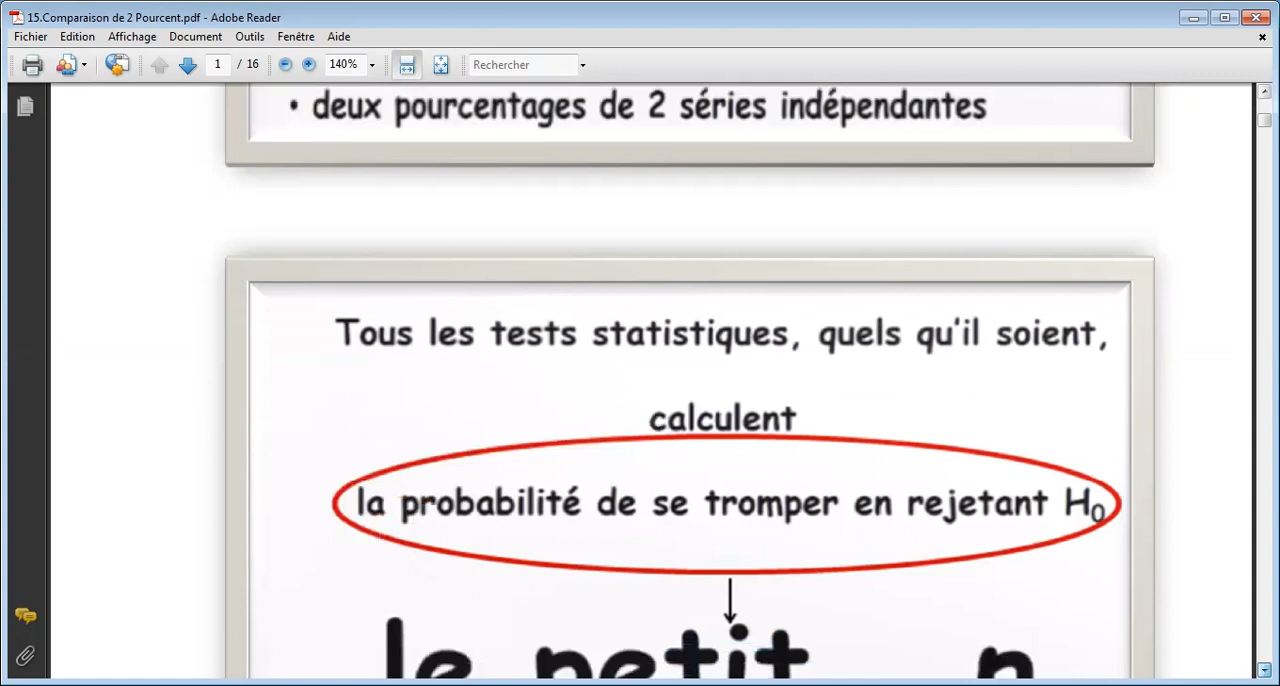 15.Comparaison de 2 Pourcent.pdf - Adobe Reader
Fichier Edition Affichage Document Outils Fenêtre Aide
1 / 16 140% Rechercher
• deux pourcentages de 2 séries indépendantes
Tous les tests statistiques, quels qu'il soient,
calculent
la probabilité de se tromper en rejetant H₀
le petit p